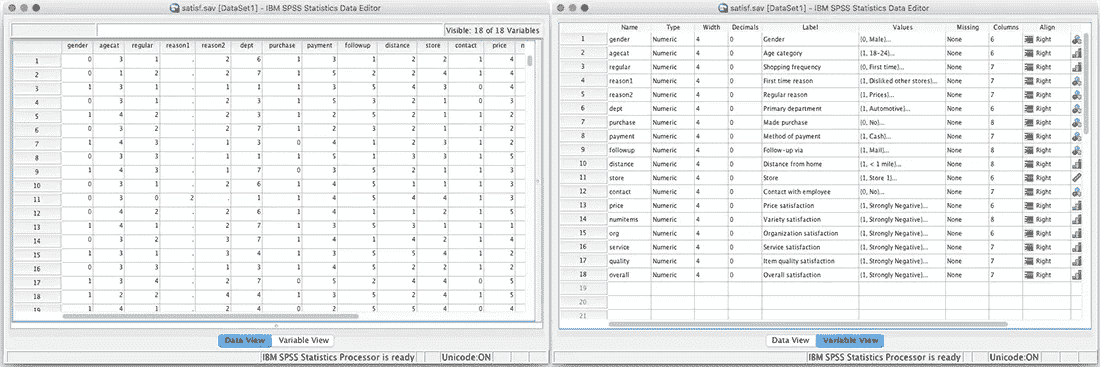 satisf.sav [DataSet1] - IBM SPSS Statistics Data Editor
Visible: 18 of 18 Variables
gender agecat regular reason1 reason2 dept purchase payment followup distance store contact price n
1 0 3 1 . 2 6 1 3 1 2 2 1 4
2 0 1 2 . 2 7 1 5 2 2 4 1 4
3 1 3 1 . 1 1 1 3 5 4 3 0 4
4 0 3 1 . 2 3 1 5 3 2 1 0 3
5 1 4 2 . 2 3 1 3 2 2 3 1 2
6 0 3 2 . 2 7 1 2 3 2 1 1 2
7 1 4 3 . 1 3 0 4 1 2 3 1 2
8 0 3 3 . 1 1 1 5 1 3 3 1 5
9 1 4 3 . 1 7 0 3 5 2 1 1 3
10 0 3 1 . 2 6 1 4 5 1 1 1 3
11 0 3 0 2 . 1 1 4 5 4 4 1 3
12 0 4 2 . 2 6 1 4 1 1 2 1 5
13 1 4 1 . 2 7 1 3 5 2 1 1 2
14 0 3 2 . 3 7 1 4 1 4 2 1 4
15 1 3 1 . 2 4 1 3 5 5 2 1 4
16 0 3 3 . 1 3 1 1 3 4 1 1 5
17 1 3 4 . 2 7 0 5 2 4 4 0 5
18 1 2 2 . 4 4 1 3 5 2 4 1 5
19 1 4 1 . 2 4 0 2 5 5 3 0 2
Data View Variable View
IBM SPSS Statistics Processor is ready Unicode:ON
satisf.sav [DataSet1] - IBM SPSS Statistics Data Editor
Name Type Width Decimals Label Values Missing Columns Align
1 gender Numeric 4 0 Gender {0, Male}... None 6 Right
2 agecat Numeric 4 0 Age category {1, 18-24}... None 6 Right
3 regular Numeric 4 0 Shopping frequency {0, First time}... None 7 Right
4 reason1 Numeric 4 0 First time reason {1, Disliked other stores}... None 7 Right
5 reason2 Numeric 4 0 Regular reason {1, Prices}... None 7 Right
6 dept Numeric 4 0 Primary department {1, Automotive}... None 6 Right
7 purchase Numeric 4 0 Made purchase {0, No}... None 8 Right
8 payment Numeric 4 0 Method of payment {1, Cash}... None 7 Right
9 followup Numeric 4 0 Follow-up via {1, Mail}... None 8 Right
10 distance Numeric 4 0 Distance from home {1, < 1 mile}... None 8 Right
11 store Numeric 4 0 Store {1, Store 1}... None 6 Right
12 contact Numeric 4 0 Contact with employee {0, No}... None 7 Right
13 price Numeric 4 0 Price satisfaction {1, Strongly Negative}... None 6 Right
14 numitems Numeric 4 0 Variety satisfaction {1, Strongly Negative}... None 8 Right
15 org Numeric 4 0 Organization satisfaction {1, Strongly Negative}... None 6 Right
16 service Numeric 4 0 Service satisfaction {1, Strongly Negative}... None 7 Right
17 quality Numeric 4 0 Item quality satisfaction {1, Strongly Negative}... None 7 Right
18 overall Numeric 4 0 Overall satisfaction {1, Strongly Negative}... None 7 Right
19
20
21
Data View Variable View
IBM SPSS Statistics Processor is ready Unicode:ON